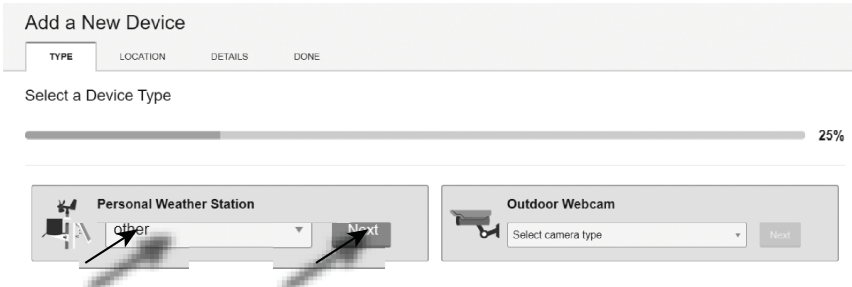 Add a New Device
TYPE LOCATION DETAILS DONE
Select a Device Type
25%
Personal Weather Station
other Next
Outdoor Webcam
Select camera type Next